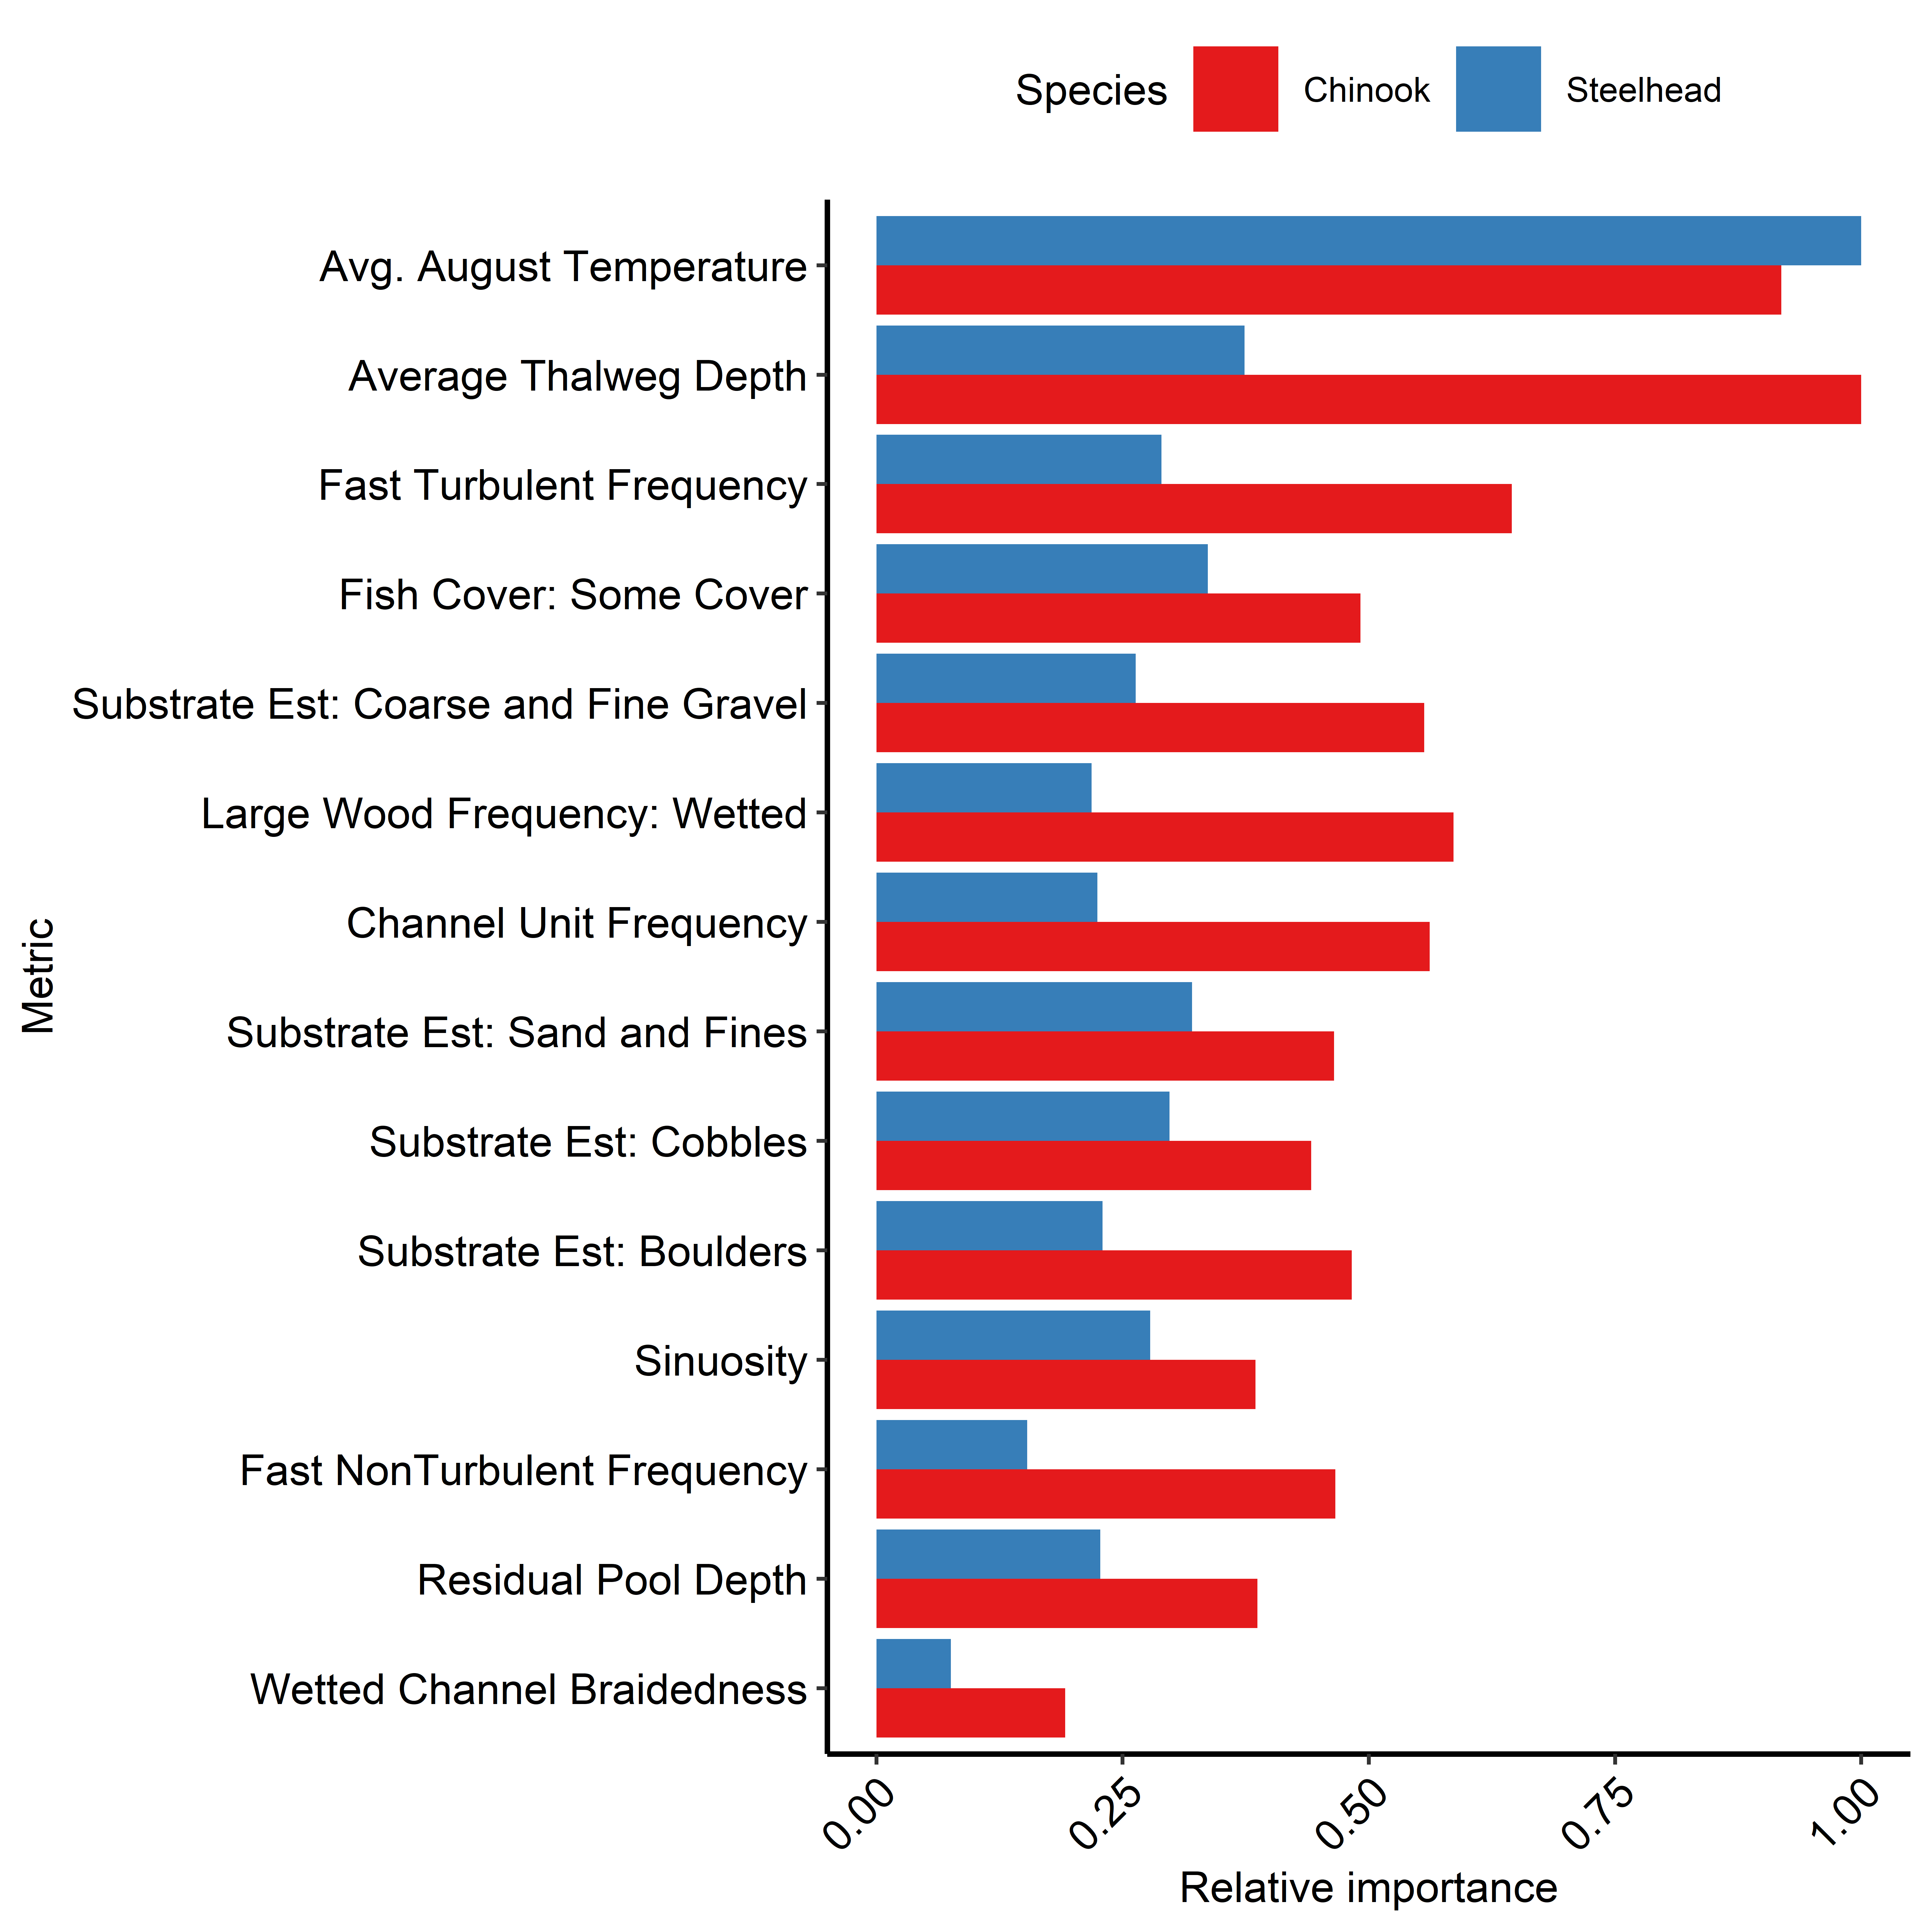 Species Chinook Steelhead
Avg. August Temperature
Average Thalweg Depth
Fast Turbulent Frequency
Fish Cover: Some Cover
Substrate Est: Coarse and Fine Gravel
Large Wood Frequency: Wetted
Channel Unit Frequency
Substrate Est: Sand and Fines
Substrate Est: Cobbles
Substrate Est: Boulders
Sinuosity
Fast NonTurbulent Frequency
Residual Pool Depth
Wetted Channel Braidedness
Metric
0.00 0.25 0.50 0.75 1.00
Relative importance